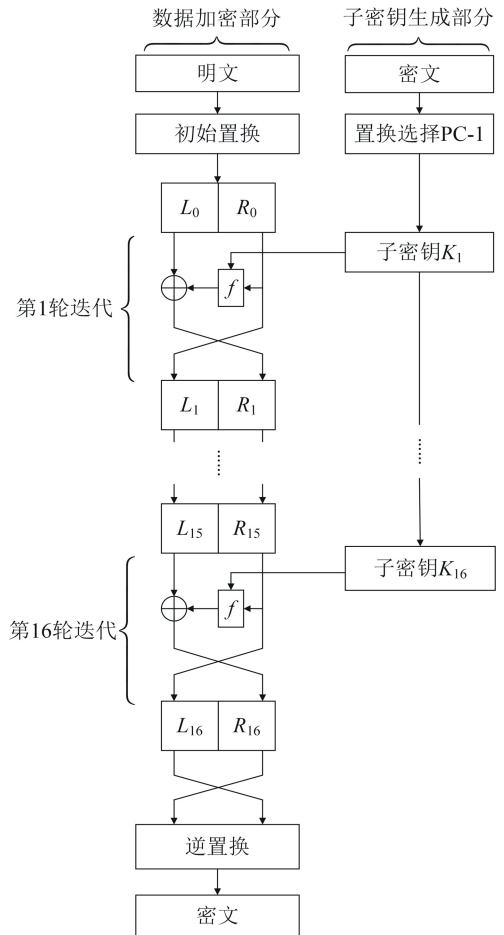 数据加密部分
子密钥生成部分
明文
密文
初始置换
置换选择PC-1
L₀
R₀
子密钥K₁
f
第1轮迭代
L₁
R₁
……
……
L₁₅
R₁₅
子密钥K₁₆
f
第16轮迭代
L₁₆
R₁₆
逆置换
密文